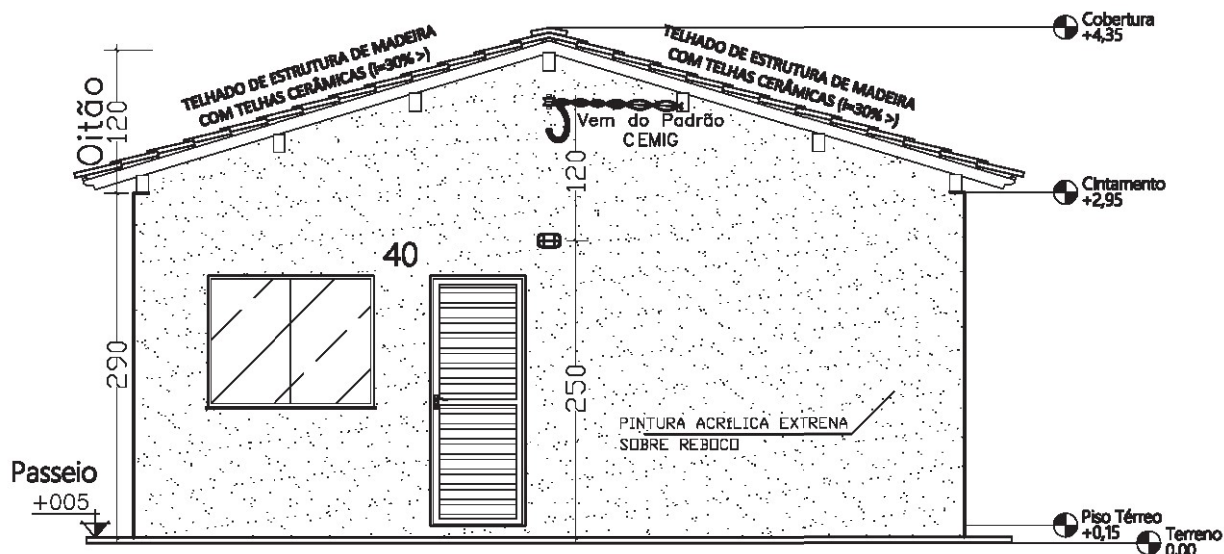 Cobertura
+4,35
TELHADO DE ESTRUTURA DE MADEIRA
COM TELHAS CERÂMICAS (i=30% >)
TELHADO DE ESTRUTURA DE MADEIRA
COM TELHAS CERÂMICAS (i=30% >)
Oitão
120
Vem do Padrão
CEMIG
120
Cintamento
+2,95
40
290
250
PINTURA ACRÍLICA EXTRENA
SOBRE REBOCO
Passeio
+005
Piso Térreo
+0,15
Terreno
0.00